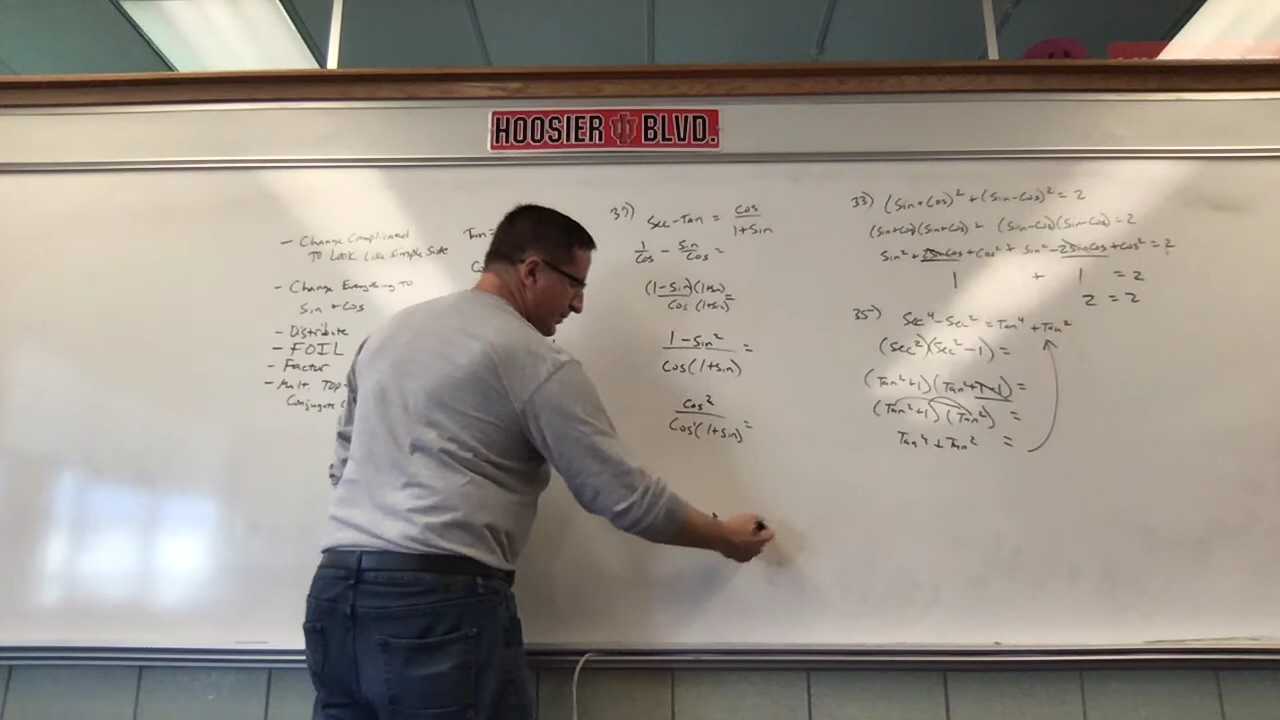 HOOSIER BLVD.
- Change Complicated
To Look Like Simple Side
- Change Everything To
Sin + Cos
- Distribute
- FOIL
- Factor
- Mult. Top
Conjugate
Tan=
37) Sec - Tan = Cos / 1 + Sin
1/Cos - Sin/Cos =
(1 - Sin)(1+Sin) / Cos (1+Sin) =
1 - Sin² / Cos(1+Sin) =
Cos² / Cos(1+Sin) =
33) (Sin+Cos)² + (Sin-Cos)² = 2
(Sin+Cos)(Sin+Cos) + (Sin-Cos)(Sin-Cos) = 2
Sin² + 2SinCos + Cos² + Sin² - 2SinCos + Cos² = 2
1 + 1 = 2
2 = 2
35) Sec⁴ - Sec² = Tan⁴ + Tan²
(Sec²)(Sec² - 1) =
(Tan²+1)(Tan²+1-1) =
(Tan²+1)(Tan²) =
Tan⁴ + Tan² =